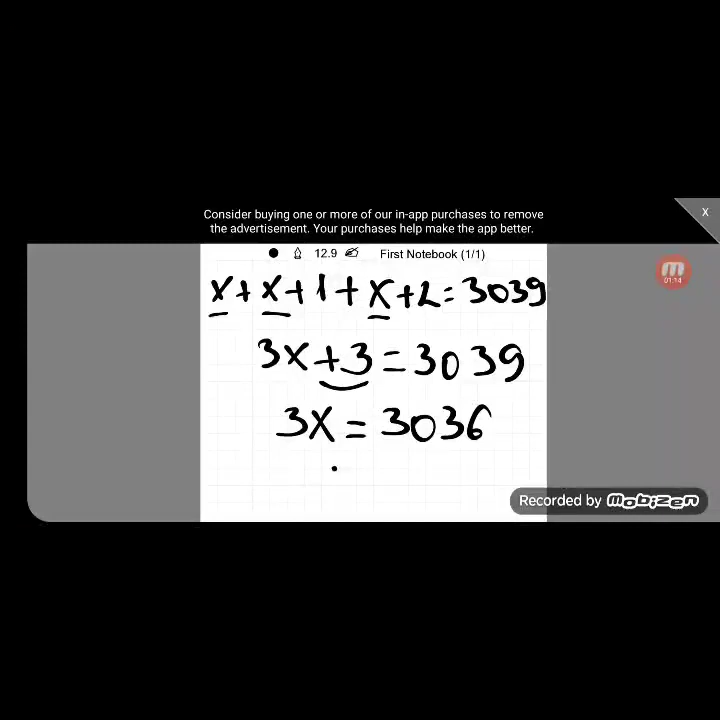 Consider buying one or more of our in-app purchases to remove
the advertisement. Your purchases help make the app better.
X
12.9 First Notebook (1/1)
01:14
x+x+1+x+2=3039
3x+3=3039
3x=3036
Recorded by mobizen